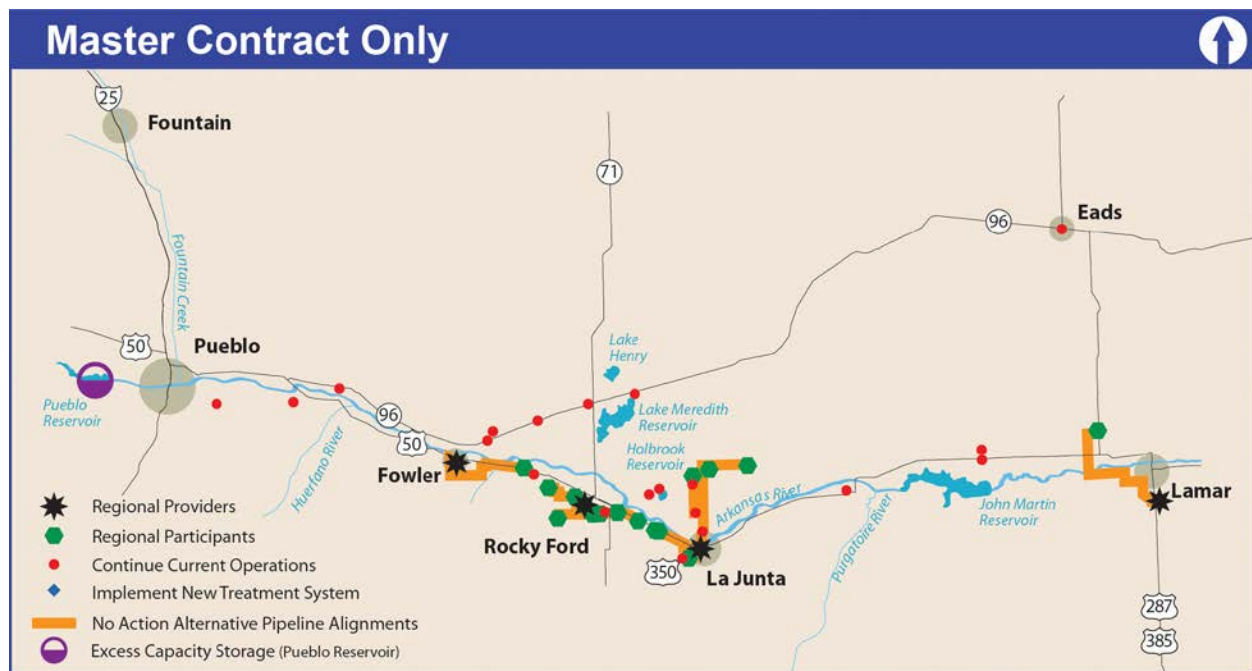 Master Contract Only
25
Fountain
71
Eads
96
Fountain Creek
50
Pueblo
Lake
Henry
Pueblo
Reservoir
Lake Meredith
Reservoir
96
50
Huerfano River
Holbrook
Reservoir
Fowler
Arkansas River
Lamar
John Martin
Reservoir
Purgatoire River
Rocky Ford
350
La Junta
287
385
Regional Providers
Regional Participants
Continue Current Operations
Implement New Treatment System
No Action Alternative Pipeline Alignments
Excess Capacity Storage (Pueblo Reservoir)